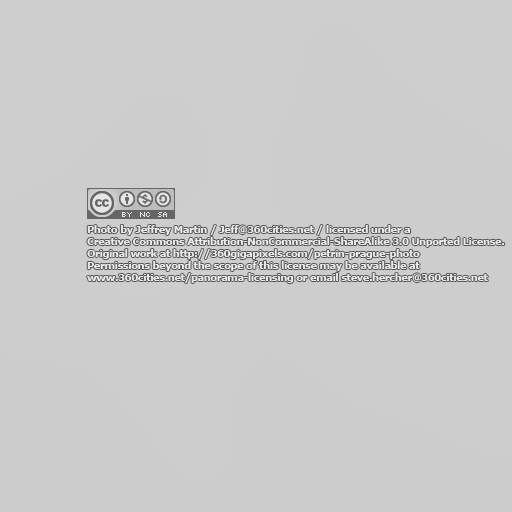 cc
BY NC SA
Photo by Jeffrey Martin / Jeff@360cities.net / licensed under a
Creative Commons Attribution-NonCommercial-ShareAlike 3.0 Unported License.
Original work at http://360gigapixels.com/petrin-prague-photo
Permissions beyond the scope of this license may be available at
www.360cities.net/panorama-licensing or email steve.hercher@360cities.net